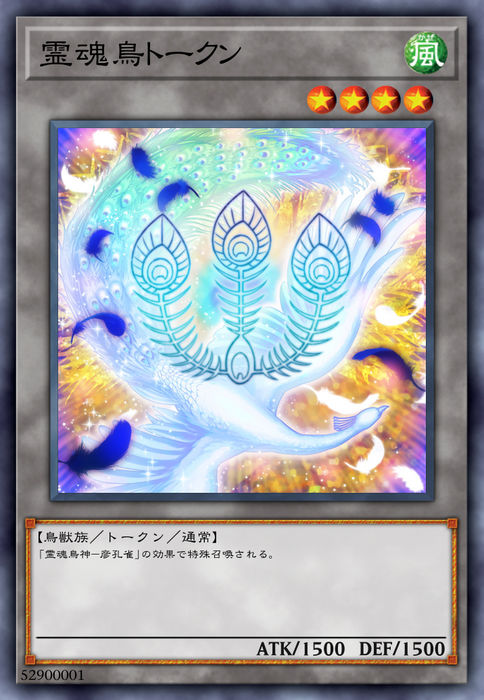 霊魂鳥トークン
かぜ
風
【鳥獣族／トークン／通常】
「霊魂鳥神－彦孔雀」の効果で特殊召喚される。
ATK/1500 DEF/1500
52900001